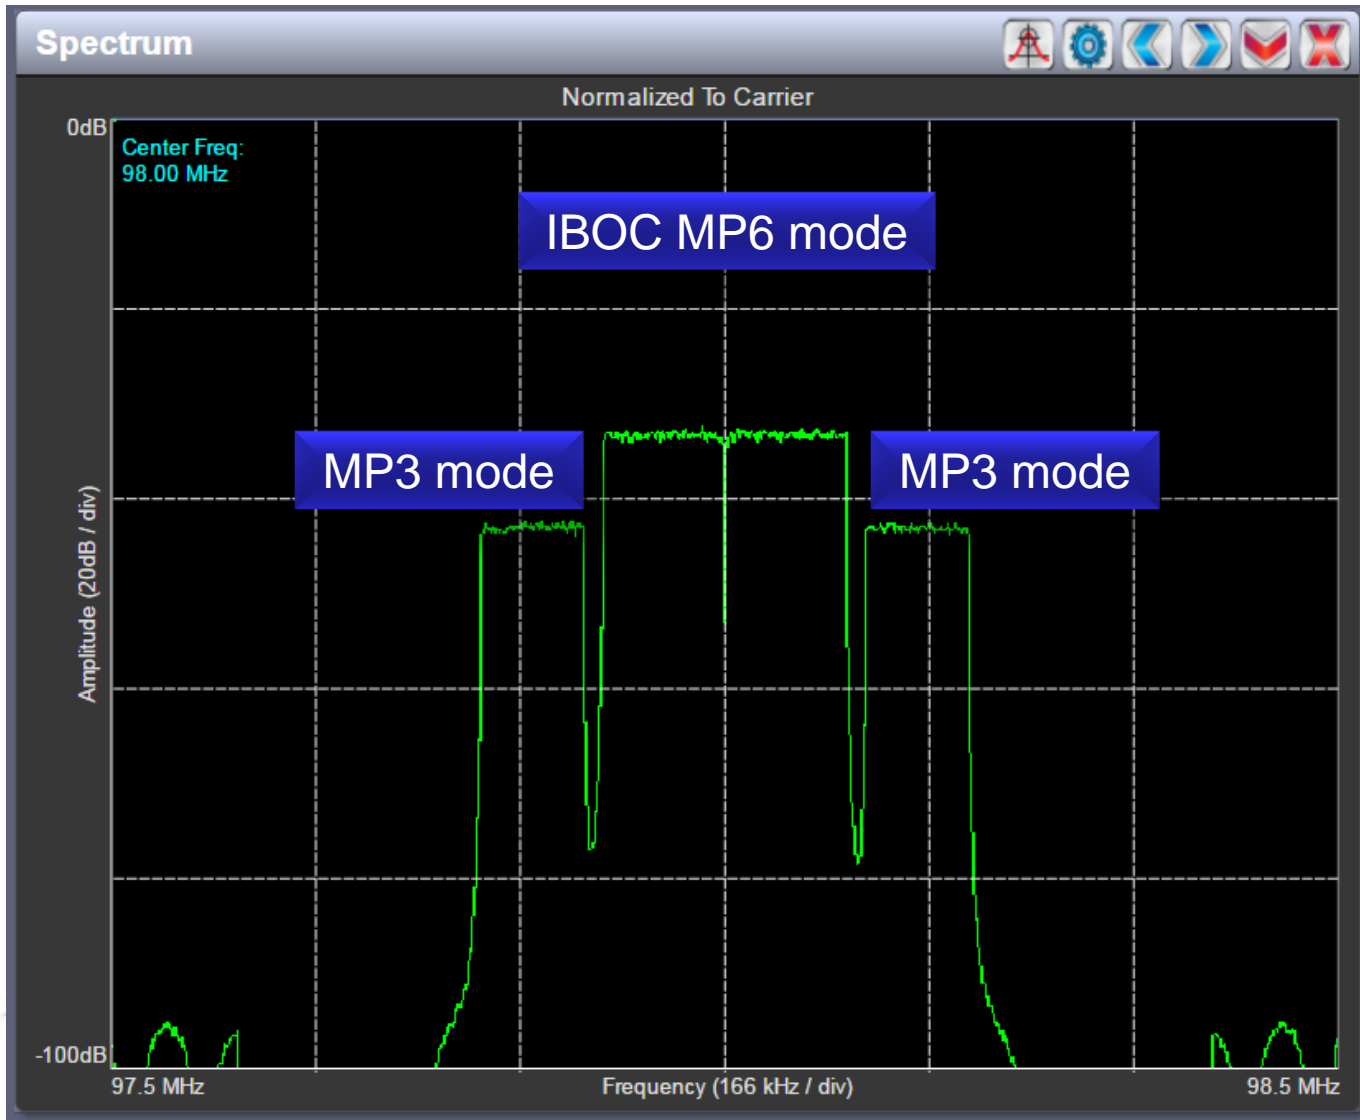 Spectrum
Normalized To Carrier
0dB
Center Freq:
98.00 MHz
IBOC MP6 mode
MP3 mode
MP3 mode
Amplitude (20dB / div)
-100dB
97.5 MHz
Frequency (166 kHz / div)
98.5 MHz